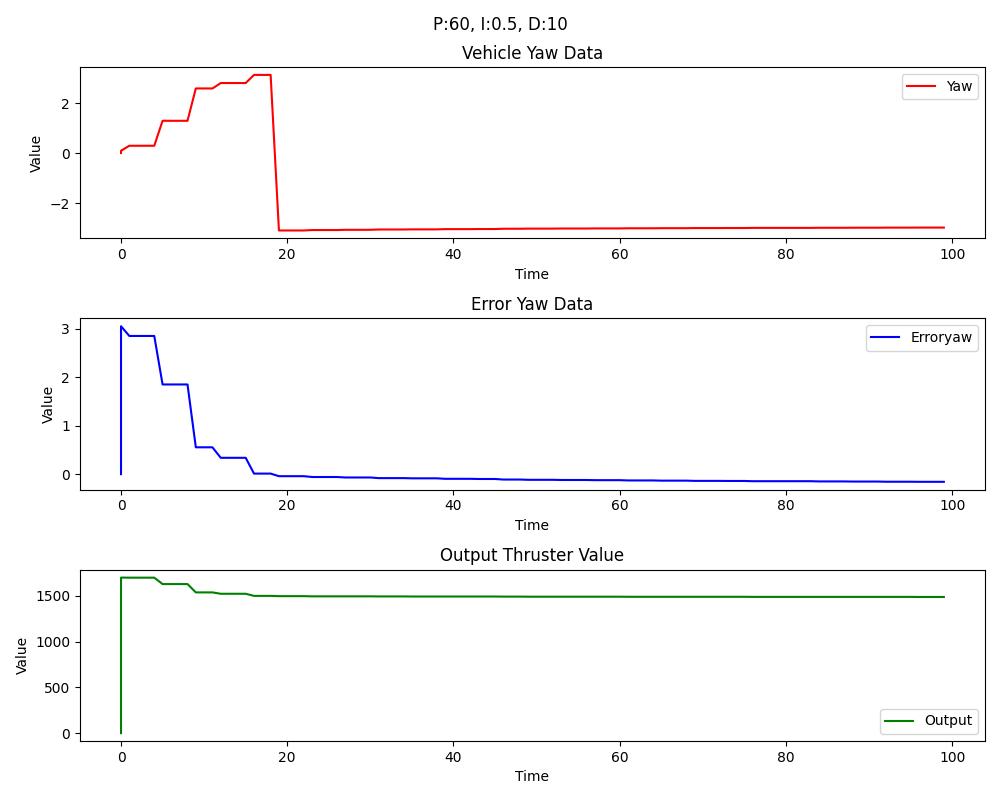 P:60, I:0.5, D:10
Vehicle Yaw Data
Yaw
2
0
−2
Value
0 20 40 60 80 100
Time
Error Yaw Data
Erroryaw
3
2
1
0
Value
0 20 40 60 80 100
Time
Output Thruster Value
1500
1000
500
0
Value
Output
0 20 40 60 80 100
Time